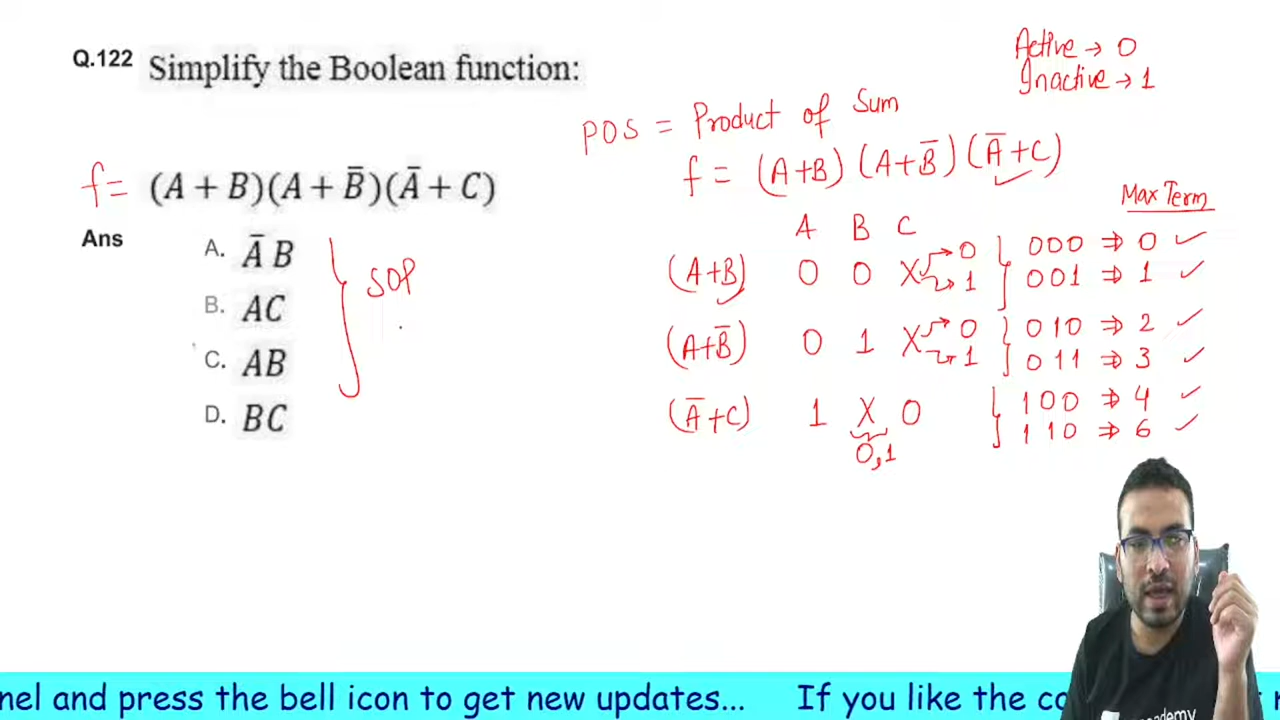 Q.122 Simplify the Boolean function:
f= (A + B)(A + B̄)(Ā + C)
Ans
A. Ā B
B. AC
C. AB
D. BC
SOP
Active → 0
Inactive → 1
POS = Product of Sum
f = (A+B) (A+B̄) (Ā+C)
Max Term
A B C
(A+B) 0 0 X → 0 → 1
000 ⇒ 0 ✓
001 ⇒ 1 ✓
(A+B̄) 0 1 X → 0 → 1
010 ⇒ 2 ✓
011 ⇒ 3 ✓
(Ā+C) 1 X 0
0,1
100 ⇒ 4 ✓
110 ⇒ 6 ✓
nel and press the bell icon to get new updates... If you like the co